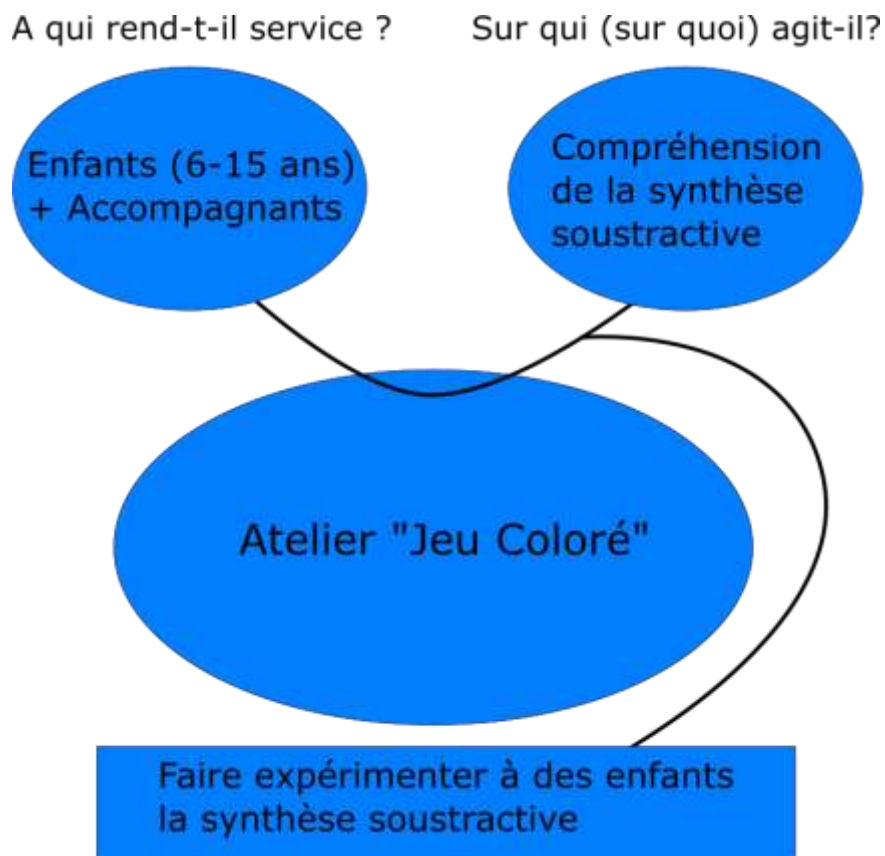 A qui rend-t-il service ?
Sur qui (sur quoi) agit-il?
Enfants (6-15 ans)
+ Accompagnants
Compréhension
de la synthèse
soustractive
Atelier "Jeu Coloré"
Faire expérimenter à des enfants
la synthèse soustractive